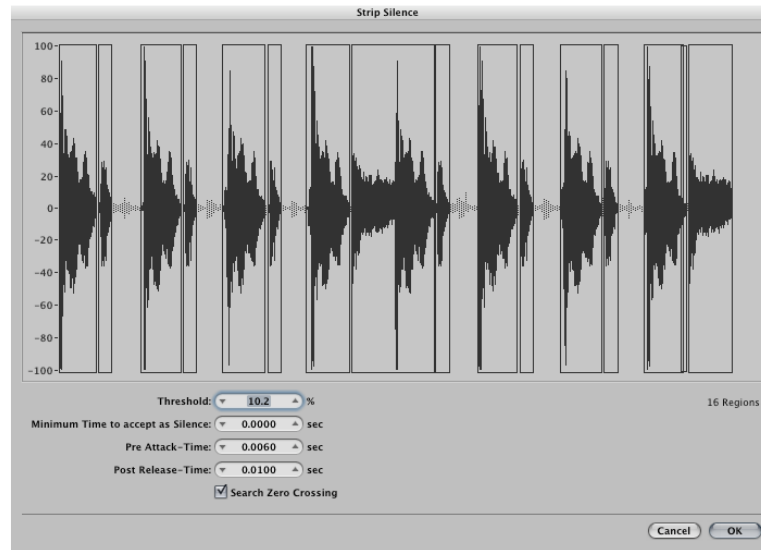 Strip Silence
100-
80-
60-
40-
20-
0-
-20-
-40-
-60-
-80-
-100-
Threshold: 10.2 %
16 Regions
Minimum Time to accept as Silence: 0.0000 sec
Pre Attack-Time: 0.0060 sec
Post Release-Time: 0.0100 sec
Search Zero Crossing
Cancel OK